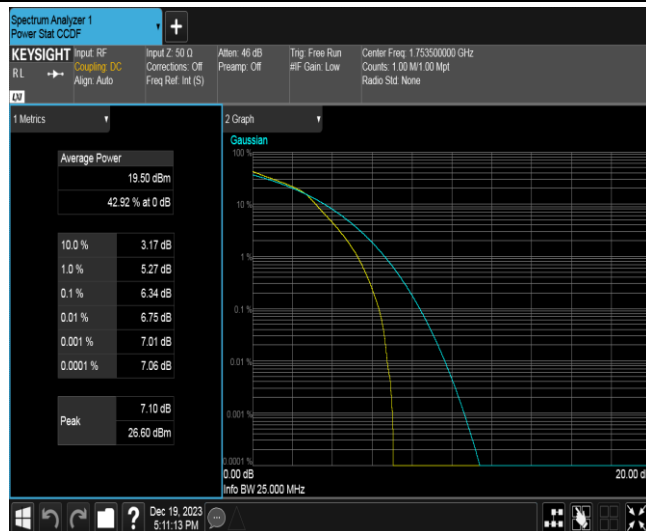 Spectrum Analyzer 1
Power Stat CCDF
KEYSIGHT
RL
Input: RF
Coupling: DC
Align: Auto
Input Z: 50 Ω
Corrections: Off
Freq Ref: Int (S)
Atten: 46 dB
Preamp: Off
Trig: Free Run
#IF Gain: Low
Center Freq: 1.753500000 GHz
Counts: 1.00 M/1.00 Mpt
Radio Std: None
1 Metrics
Average Power
19.50 dBm
42.92 % at 0 dB
10.0 % 3.17 dB
1.0 % 5.27 dB
0.1 % 6.34 dB
0.01 % 6.75 dB
0.001 % 7.01 dB
0.0001 % 7.06 dB
Peak 7.10 dB
26.60 dBm
2 Graph
Gaussian
100 %
10 %
1 %
0.1 %
0.01 %
0.001 %
0.0001 %
0.00 dB 20.00 d
Info BW 25.000 MHz
Dec 19, 2023
5:11:13 PM